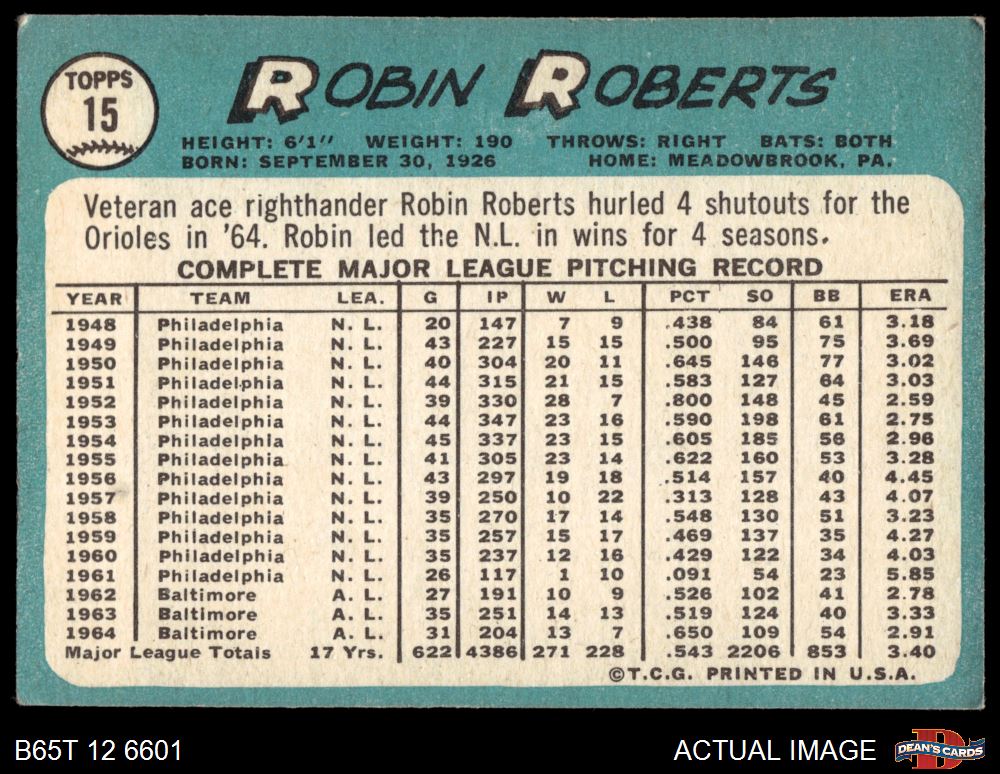 TOPPS
15
ROBIN ROBERTS
HEIGHT: 6'1" WEIGHT: 190 THROWS: RIGHT BATS: BOTH
BORN: SEPTEMBER 30, 1926 HOME: MEADOWBROOK, PA.
Veteran ace righthander Robin Roberts hurled 4 shutouts for the
Orioles in '64. Robin led the N.L. in wins for 4 seasons.
COMPLETE MAJOR LEAGUE PITCHING RECORD
YEAR TEAM LEA. G IP W L PCT SO BB ERA
1948 Philadelphia N. L. 20 147 7 9 .438 84 61 3.18
1949 Philadelphia N. L. 43 227 15 15 .500 95 75 3.69
1950 Philadelphia N. L. 40 304 20 11 .645 146 77 3.02
1951 Philadelphia N. L. 44 315 21 15 .583 127 64 3.03
1952 Philadelphia N. L. 39 330 28 7 .800 148 45 2.59
1953 Philadelphia N. L. 44 347 23 16 .590 198 61 2.75
1954 Philadelphia N. L. 45 337 23 15 .605 185 56 2.96
1955 Philadelphia N. L. 41 305 23 14 .622 160 53 3.28
1956 Philadelphia N. L. 43 297 19 18 .514 157 40 4.45
1957 Philadelphia N. L. 39 250 10 22 .313 128 43 4.07
1958 Philadelphia N. L. 35 270 17 14 .548 130 51 3.23
1959 Philadelphia N. L. 35 257 15 17 .469 137 35 4.27
1960 Philadelphia N. L. 35 237 12 16 .429 122 34 4.03
1961 Philadelphia N. L. 26 117 1 10 .091 54 23 5.85
1962 Baltimore A. L. 27 191 10 9 .526 102 41 2.78
1963 Baltimore A. L. 35 251 14 13 .519 124 40 3.33
1964 Baltimore A. L. 31 204 13 7 .650 109 54 2.91
Major League Totals 17 Yrs. 622 4386 271 228 .543 2206 853 3.40
©T.C.G. PRINTED IN U.S.A.
B65T 12 6601 ACTUAL IMAGE DEAN'S CARDS